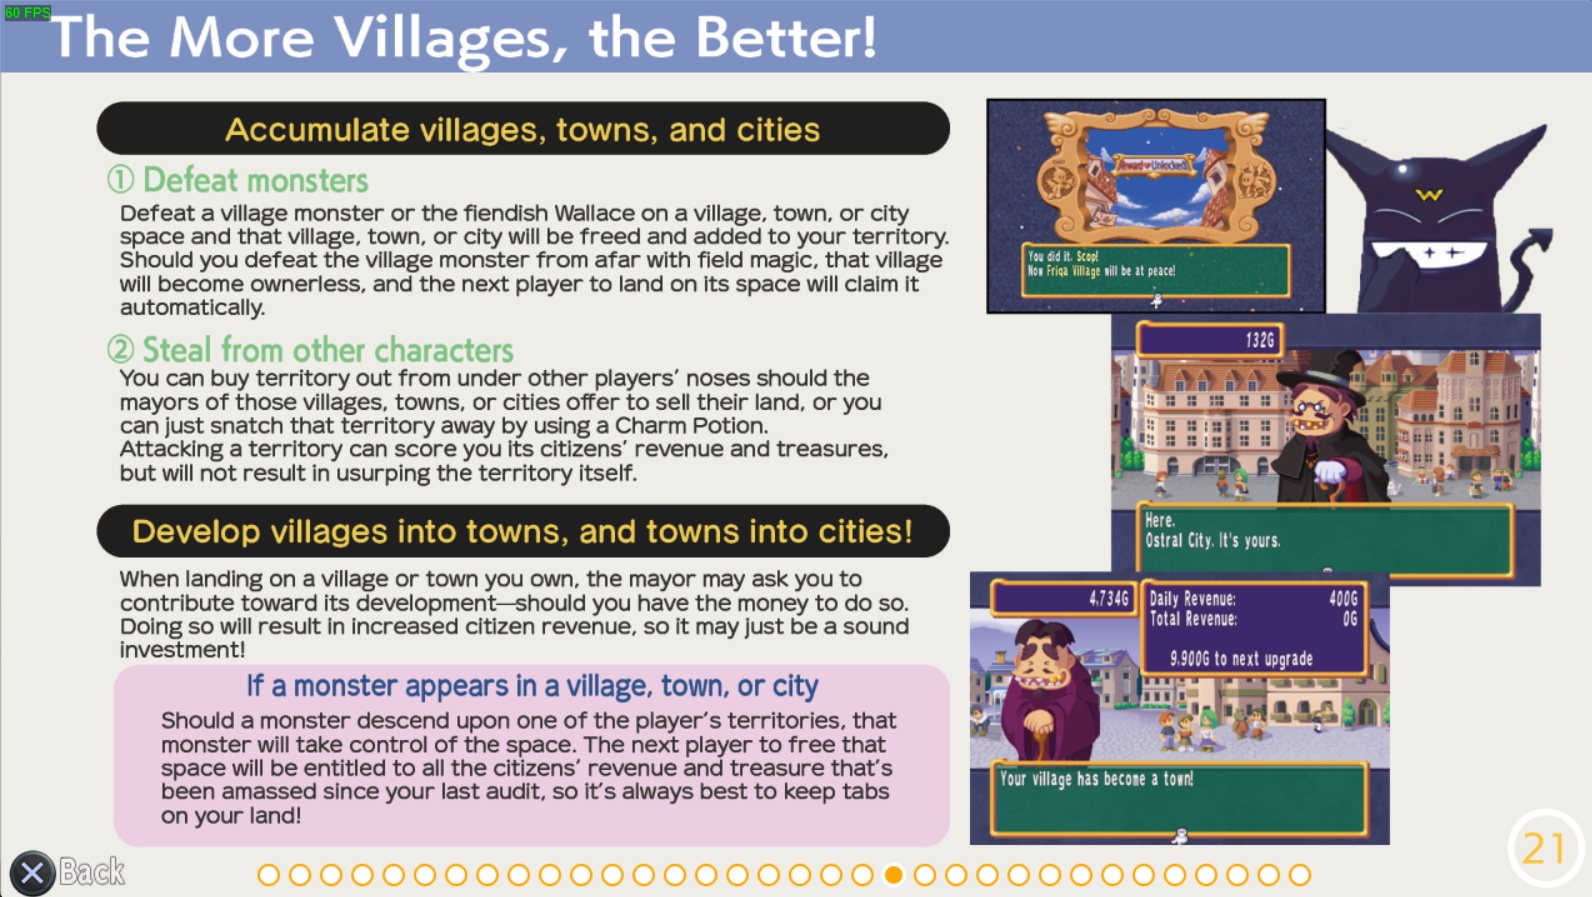 60 FPS
The More Villages, the Better!
Accumulate villages, towns, and cities
① Defeat monsters
Defeat a village monster or the fiendish Wallace on a village, town, or city
space and that village, town, or city will be freed and added to your territory.
Should you defeat the village monster from afar with field magic, that village
will become ownerless, and the next player to land on its space will claim it
automatically.
② Steal from other characters
You can buy territory out from under other players' noses should the
mayors of those villages, towns, or cities offer to sell their land, or you
can just snatch that territory away by using a Charm Potion.
Attacking a territory can score you its citizens' revenue and treasures,
but will not result in usurping the territory itself.
Develop villages into towns, and towns into cities!
When landing on a village or town you own, the mayor may ask you to
contribute toward its development—should you have the money to do so.
Doing so will result in increased citizen revenue, so it may just be a sound
investment!
If a monster appears in a village, town, or city
Should a monster descend upon one of the player's territories, that
monster will take control of the space. The next player to free that
space will be entitled to all the citizens' revenue and treasure that's
been amassed since your last audit, so it's always best to keep tabs
on your land!
Reward Unlocked!
You did it, Scop!
Now Friqa Village will be at peace!
W
132G
Here.
Ostral City. It's yours.
4,734G
Daily Revenue: 400G
Total Revenue: 0G
9,900G to next upgrade
Your village has become a town!
Back
21